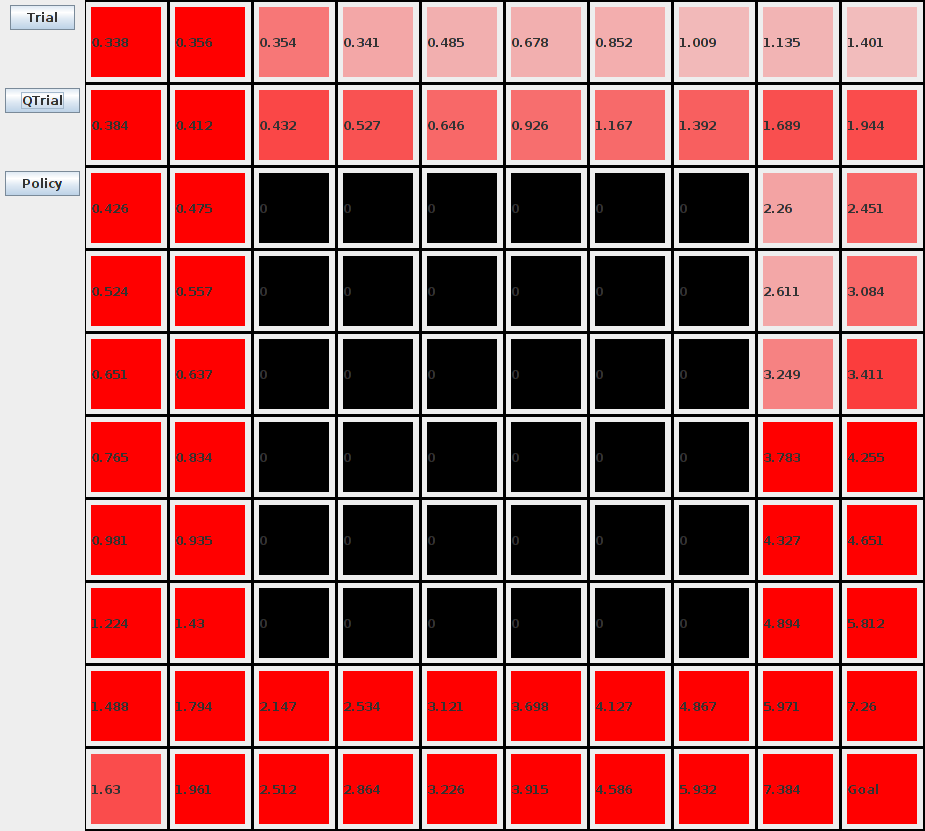 Trial 0.338 0.356 0.354 0.341 0.485 0.678 0.852 1.009 1.135 1.401
QTrial 0.384 0.412 0.432 0.527 0.646 0.926 1.167 1.392 1.689 1.944
Policy 0.426 0.475 0 0 0 0 0 0 2.26 2.451
0.524 0.557 0 0 0 0 0 0 2.611 3.084
0.651 0.637 0 0 0 0 0 0 3.249 3.411
0.765 0.834 0 0 0 0 0 0 3.783 4.255
0.981 0.935 0 0 0 0 0 0 4.327 4.651
1.224 1.43 0 0 0 0 0 0 4.894 5.812
1.488 1.794 2.147 2.534 3.121 3.698 4.127 4.867 5.971 7.26
1.63 1.961 2.512 2.864 3.226 3.915 4.586 5.932 7.384 Goal